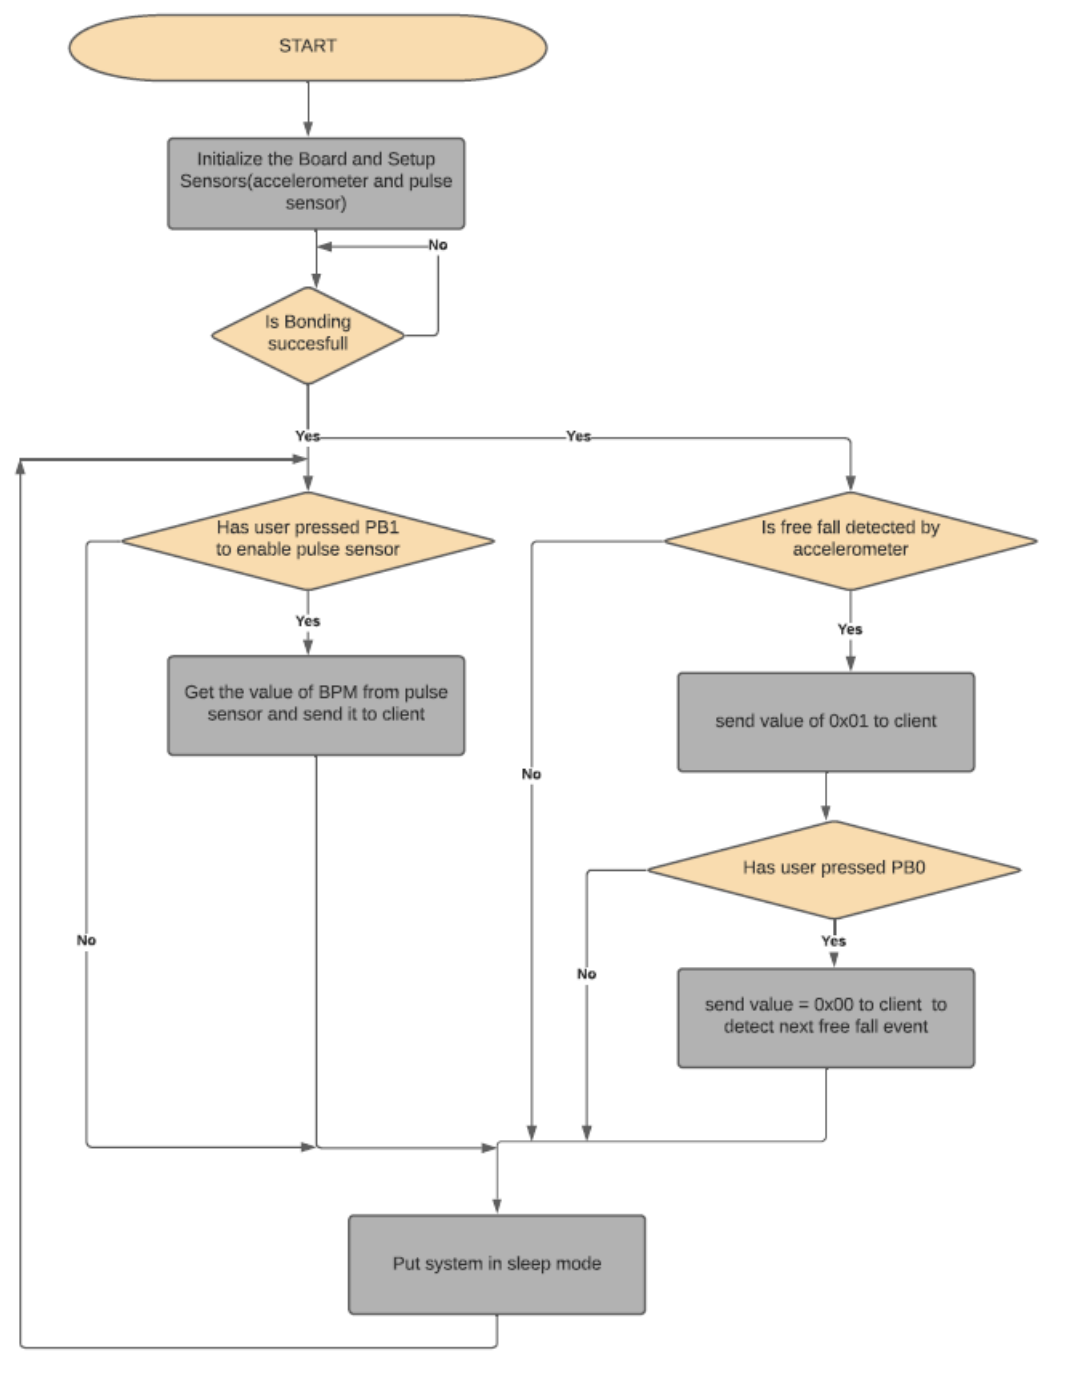 START
Initialize the Board and Setup
Sensors(accelerometer and pulse
sensor)
No
Is Bonding
succesfull
Yes
Yes
Has user pressed PB1
to enable pulse sensor
Is free fall detected by
accelerometer
Yes
Yes
Get the value of BPM from pulse
sensor and send it to client
send value of 0x01 to client
No
Has user pressed PB0
No
Yes
No
send value = 0x00 to client  to
detect next free fall event
Put system in sleep mode